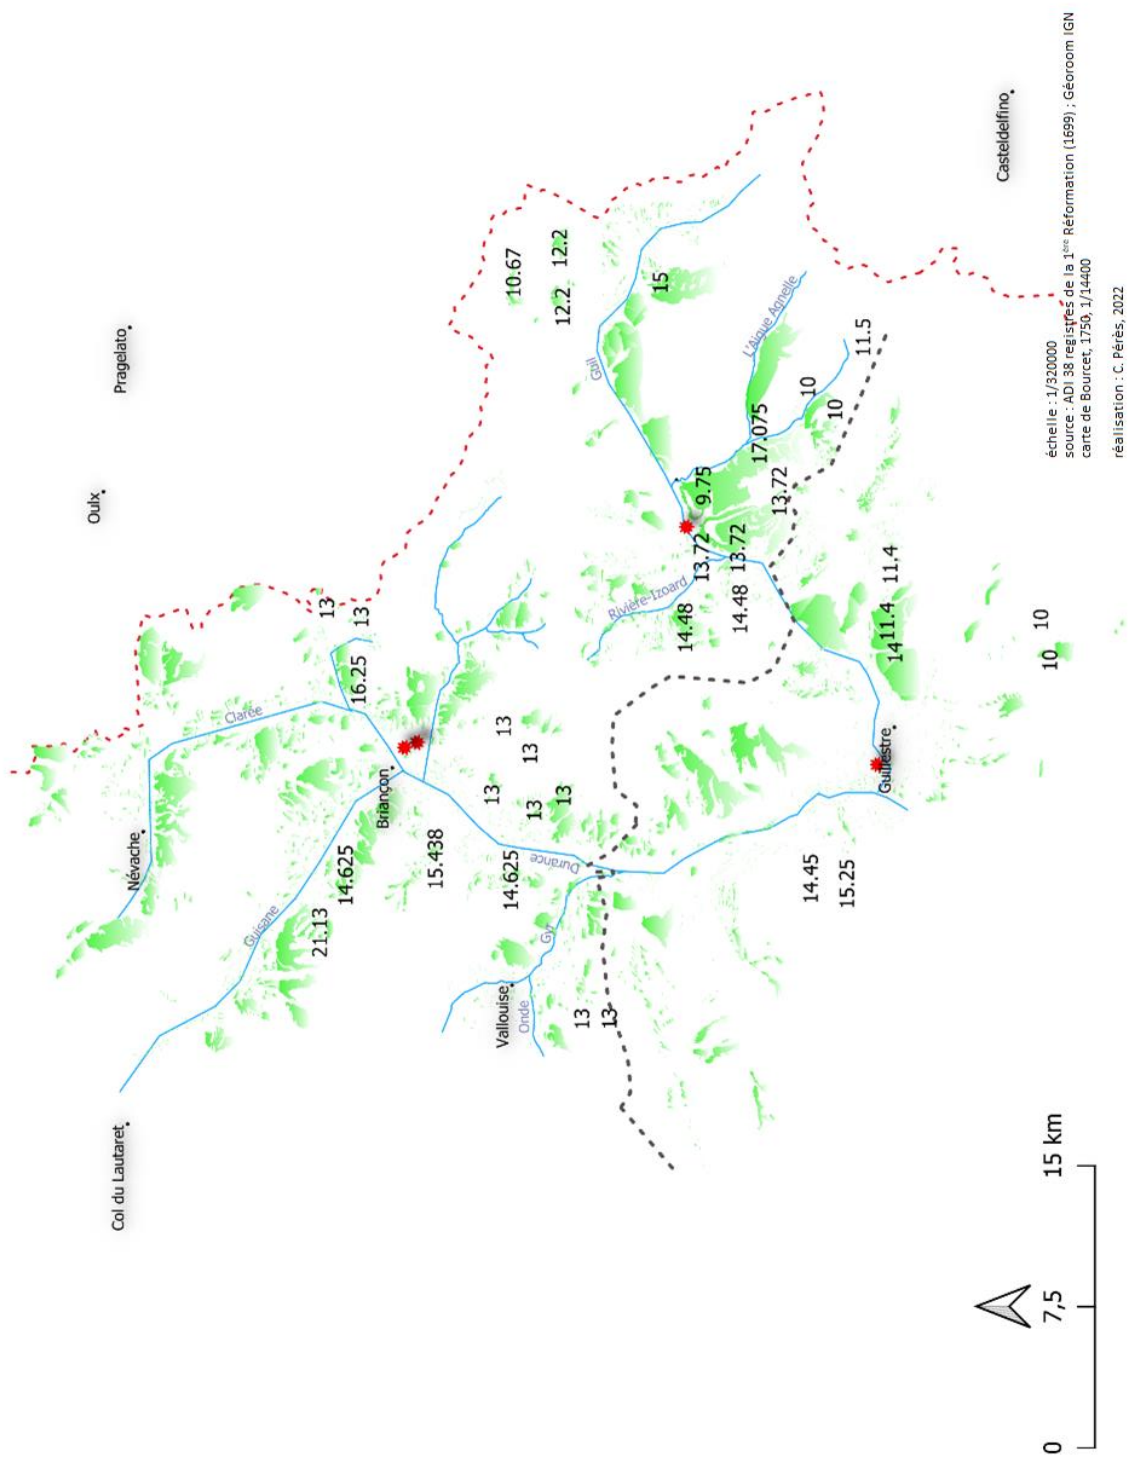 Oulx
Col du Lautaret
Pragelato
Névache
Clarée
Guisane
21.13
13
14.625
16.25
13
Briançon
15.438
13
Vallouise
13
14.625
10.67
Onde
13
13
Gyr
Durance
12.2
12.2
13
13
Guil
13
Rivière-Izoard
15
14.48
13.72
9.75
13.72
14.48
17.075
L'Aigue Agnelle
13.72
10
14.45
10
15.25
11.5
Guillestre
14
11.4
11.4
Casteldelfino
10
10
0 7,5 15 km
échelle : 1/320000
source : ADI 38 registres de la 1ère Réformation (1699) ; Géoroom IGN
carte de Bourcet, 1750, 1/14400
réalisation : C. Pérès, 2022